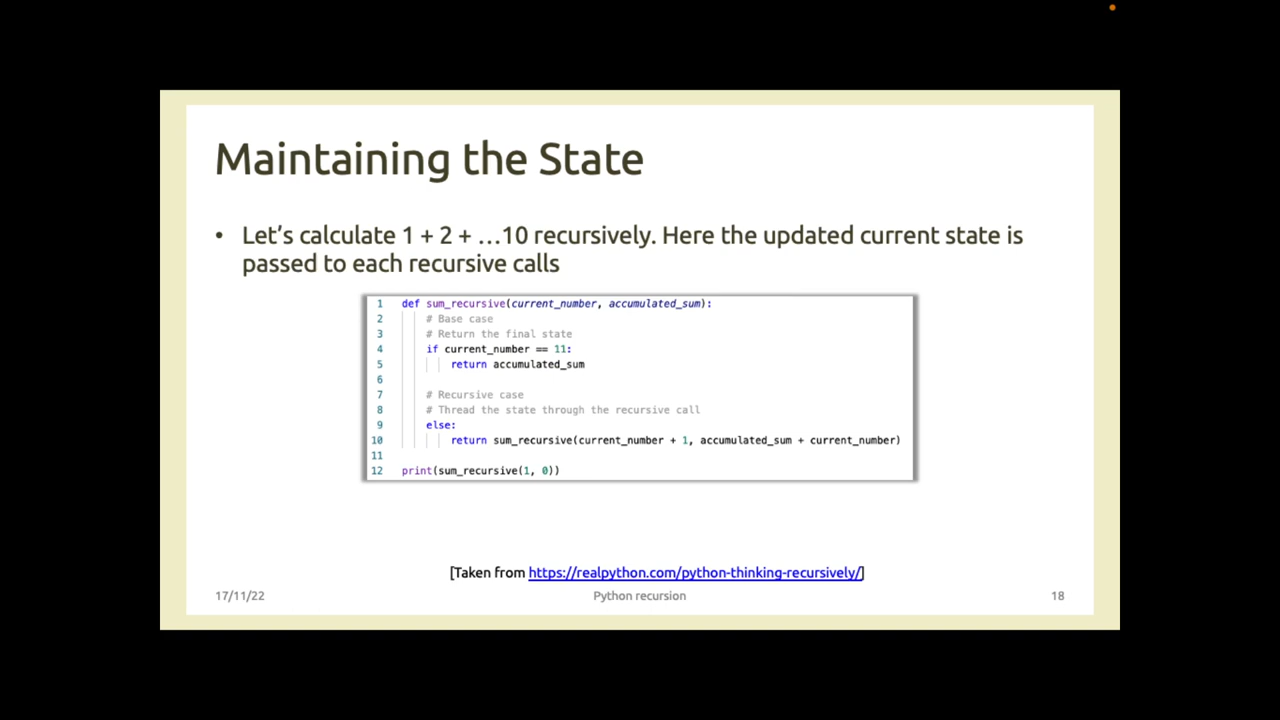 Maintaining the State
• Let's calculate 1 + 2 + …10 recursively. Here the updated current state is
passed to each recursive calls
1 def sum_recursive(current_number, accumulated_sum):
2 # Base case
3 # Return the final state
4 if current_number == 11:
5 return accumulated_sum
6
7 # Recursive case
8 # Thread the state through the recursive call
9 else:
10 return sum_recursive(current_number + 1, accumulated_sum + current_number)
11
12 print(sum_recursive(1, 0))
[Taken from https://realpython.com/python-thinking-recursively/]
17/11/22 Python recursion 18